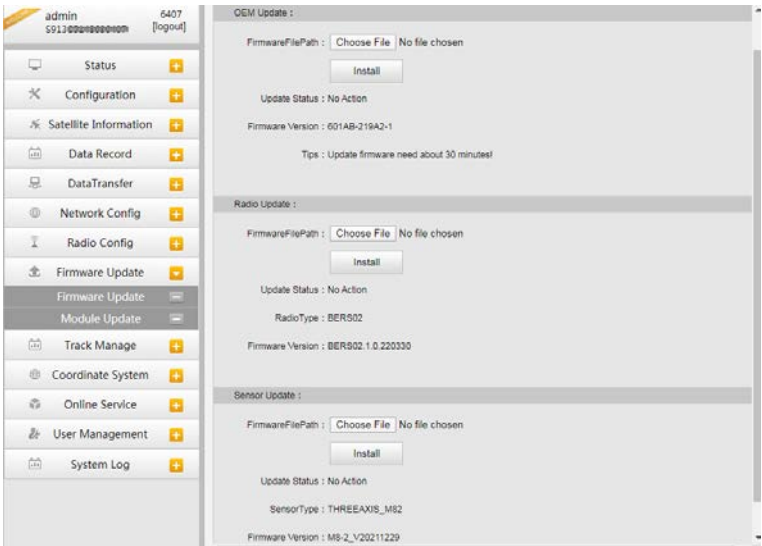 admin 6407
[logout]
Status
Configuration
Satellite Information
Data Record
DataTransfer
Network Config
Radio Config
Firmware Update
Firmware Update
Module Update
Track Manage
Coordinate System
Online Service
User Management
System Log
OEM Update :
FirmwareFilePath : Choose File No file chosen
Install
Update Status : No Action
Firmware Version : 601AB-219A2-1
Tips : Update firmware need about 30 minutes!
Radio Update :
FirmwareFilePath : Choose File No file chosen
Install
Update Status : No Action
RadioType : BERS02
Firmware Version : BERS02.1.0.220330
Sensor Update :
FirmwareFilePath : Choose File No file chosen
Install
Update Status : No Action
SensorType : THREEAXIS_M82
Firmware Version : M8-2_V20211229